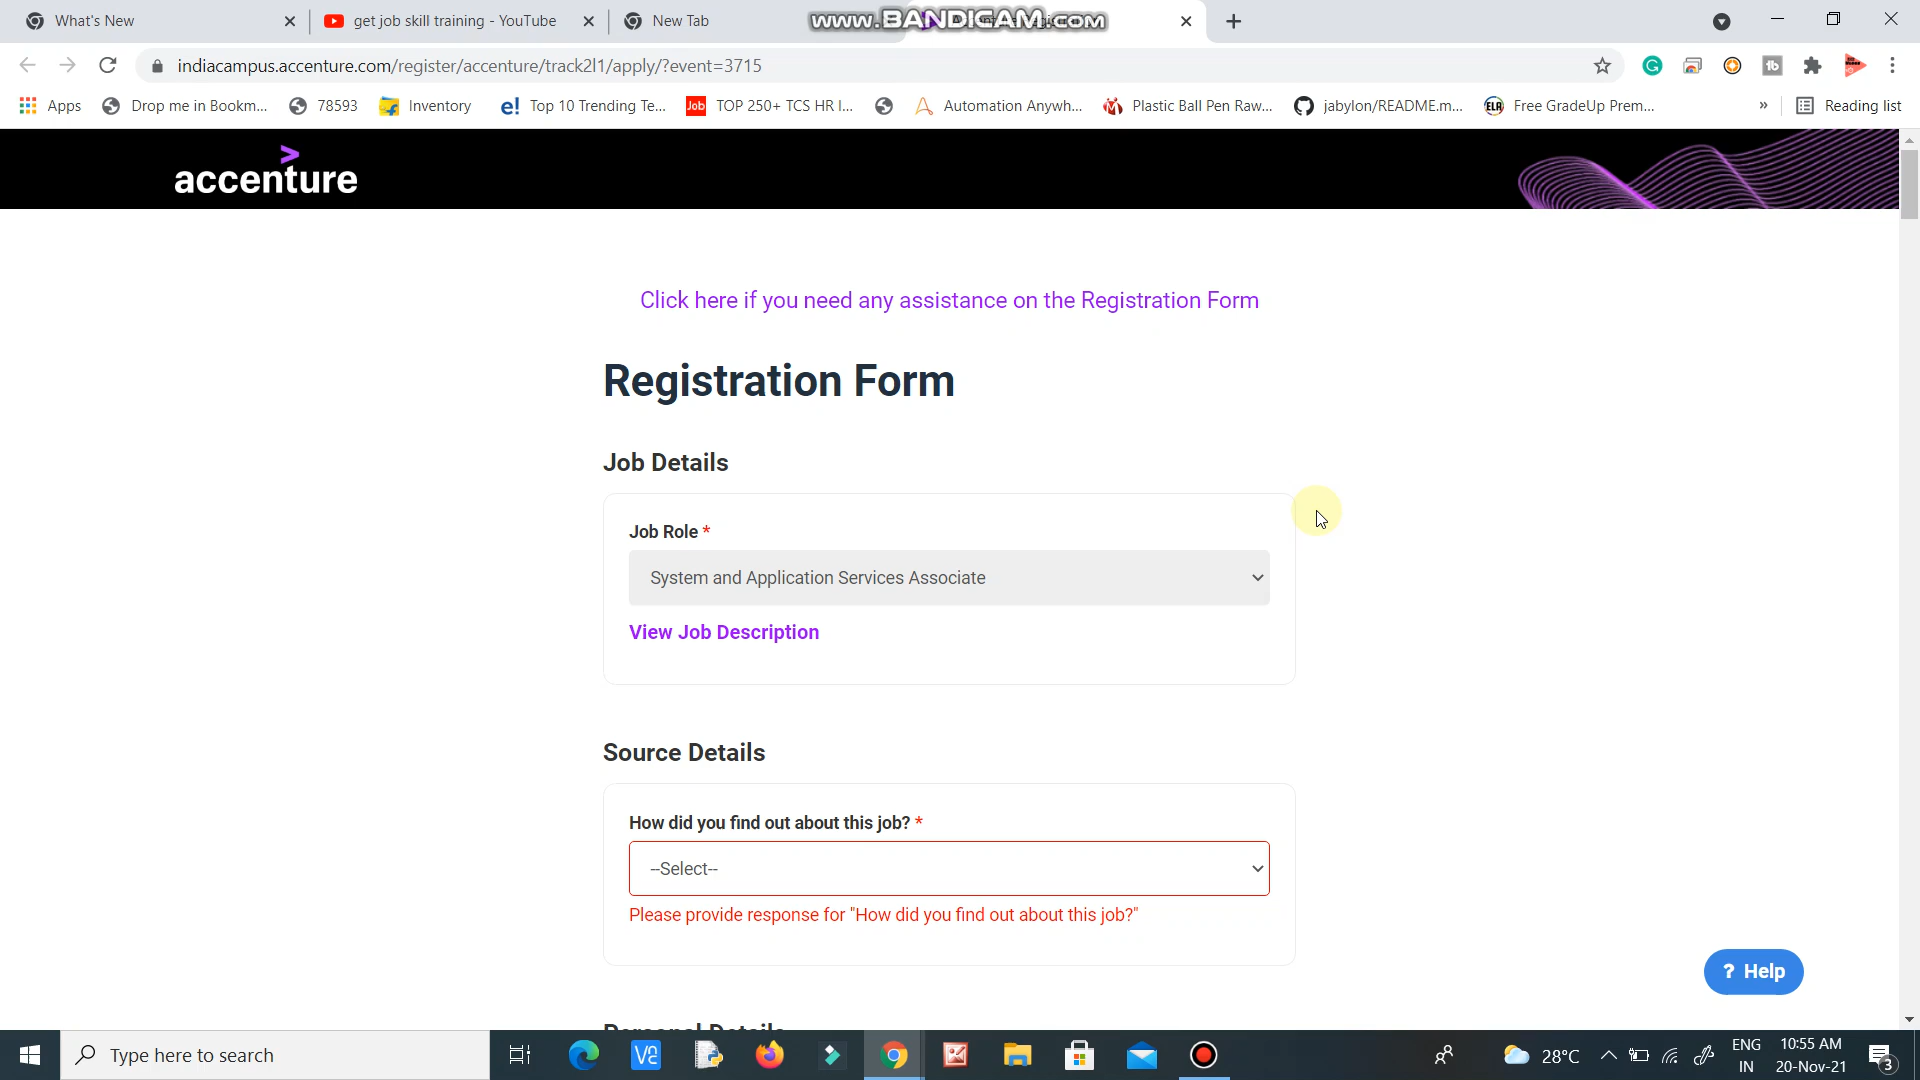 What's New
get job skill training - YouTube
New Tab
www.BANDICAM.com
indiacampus.accenture.com/register/accenture/track2l1/apply/?event=3715
Apps
Drop me in Bookm...
78593
Inventory
Top 10 Trending Te...
TOP 250+ TCS HR I...
Automation Anywh...
Plastic Ball Pen Raw...
jabylon/README.m...
Free GradeUp Prem...
»
Reading list
accenture
Click here if you need any assistance on the Registration Form
Registration Form
Job Details
Job Role *
System and Application Services Associate
View Job Description
Source Details
How did you find out about this job? *
--Select--
Please provide response for "How did you find out about this job?"
? Help
Personal Details
Type here to search
28°C
ENG
IN
10:55 AM
20-Nov-21
3